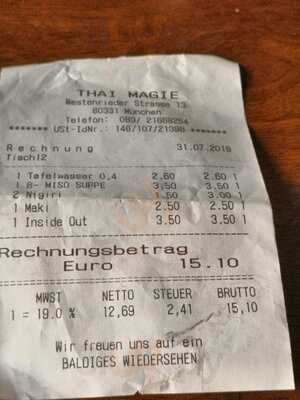 THAI MAGIE
Westenrieder Strasse 13
80331 München
Telefon: 089/ 21668254
******* USt-IdNr.: 146/107/21398 *******
Rechnung 31.07.2019
Tisch12
1 Tafelwasser 0,4 2.60 2.60 1
1 8- MISO SUPPE 3.50 3.50 1
2 Nigiri 1.50 3.00 1
1 Maki 2.50 2.50 1
1 Inside Out 3.50 3.50 1
Rechnungsbetrag
Euro 15.10
MWST NETTO STEUER BRUTTO
1 = 19.0 % 12,69 2,41 15,10
Wir freuen uns auf ein
BALDIGES WIEDERSEHEN